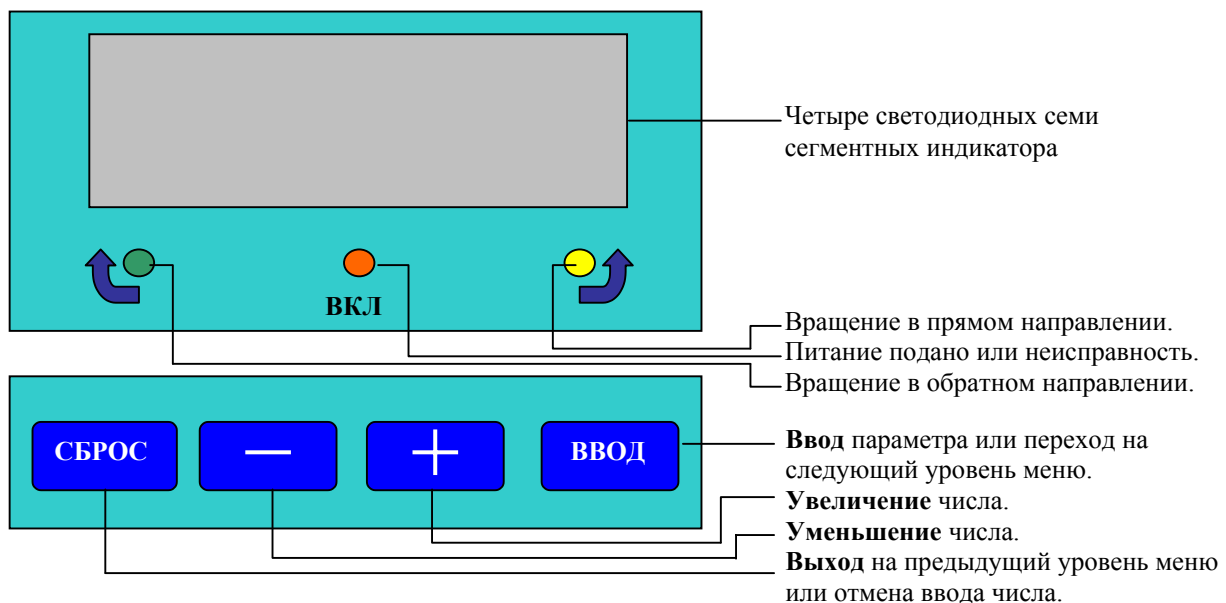 Четыре светодиодных семи
сегментных индикатора
ВКЛ
Вращение в прямом направлении.
Питание подано или неисправность.
Вращение в обратном направлении.
СБРОС
—
+
ВВОД
Ввод параметра или переход на
следующий уровень меню.
Увеличение числа.
Уменьшение числа.
Выход на предыдущий уровень меню
или отмена ввода числа.